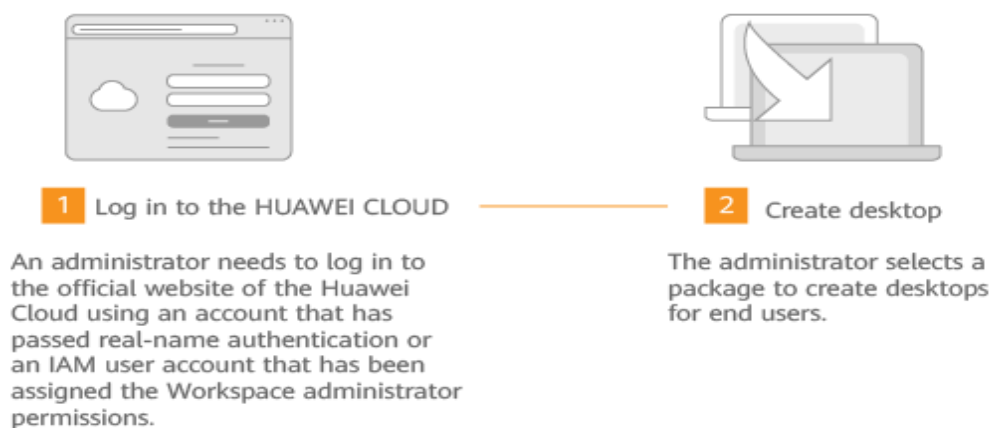 1 Log in to the HUAWEI CLOUD
An administrator needs to log in to
the official website of the Huawei
Cloud using an account that has
passed real-name authentication or
an IAM user account that has been
assigned the Workspace administrator
permissions.
2 Create desktop
The administrator selects a
package to create desktops
for end users.